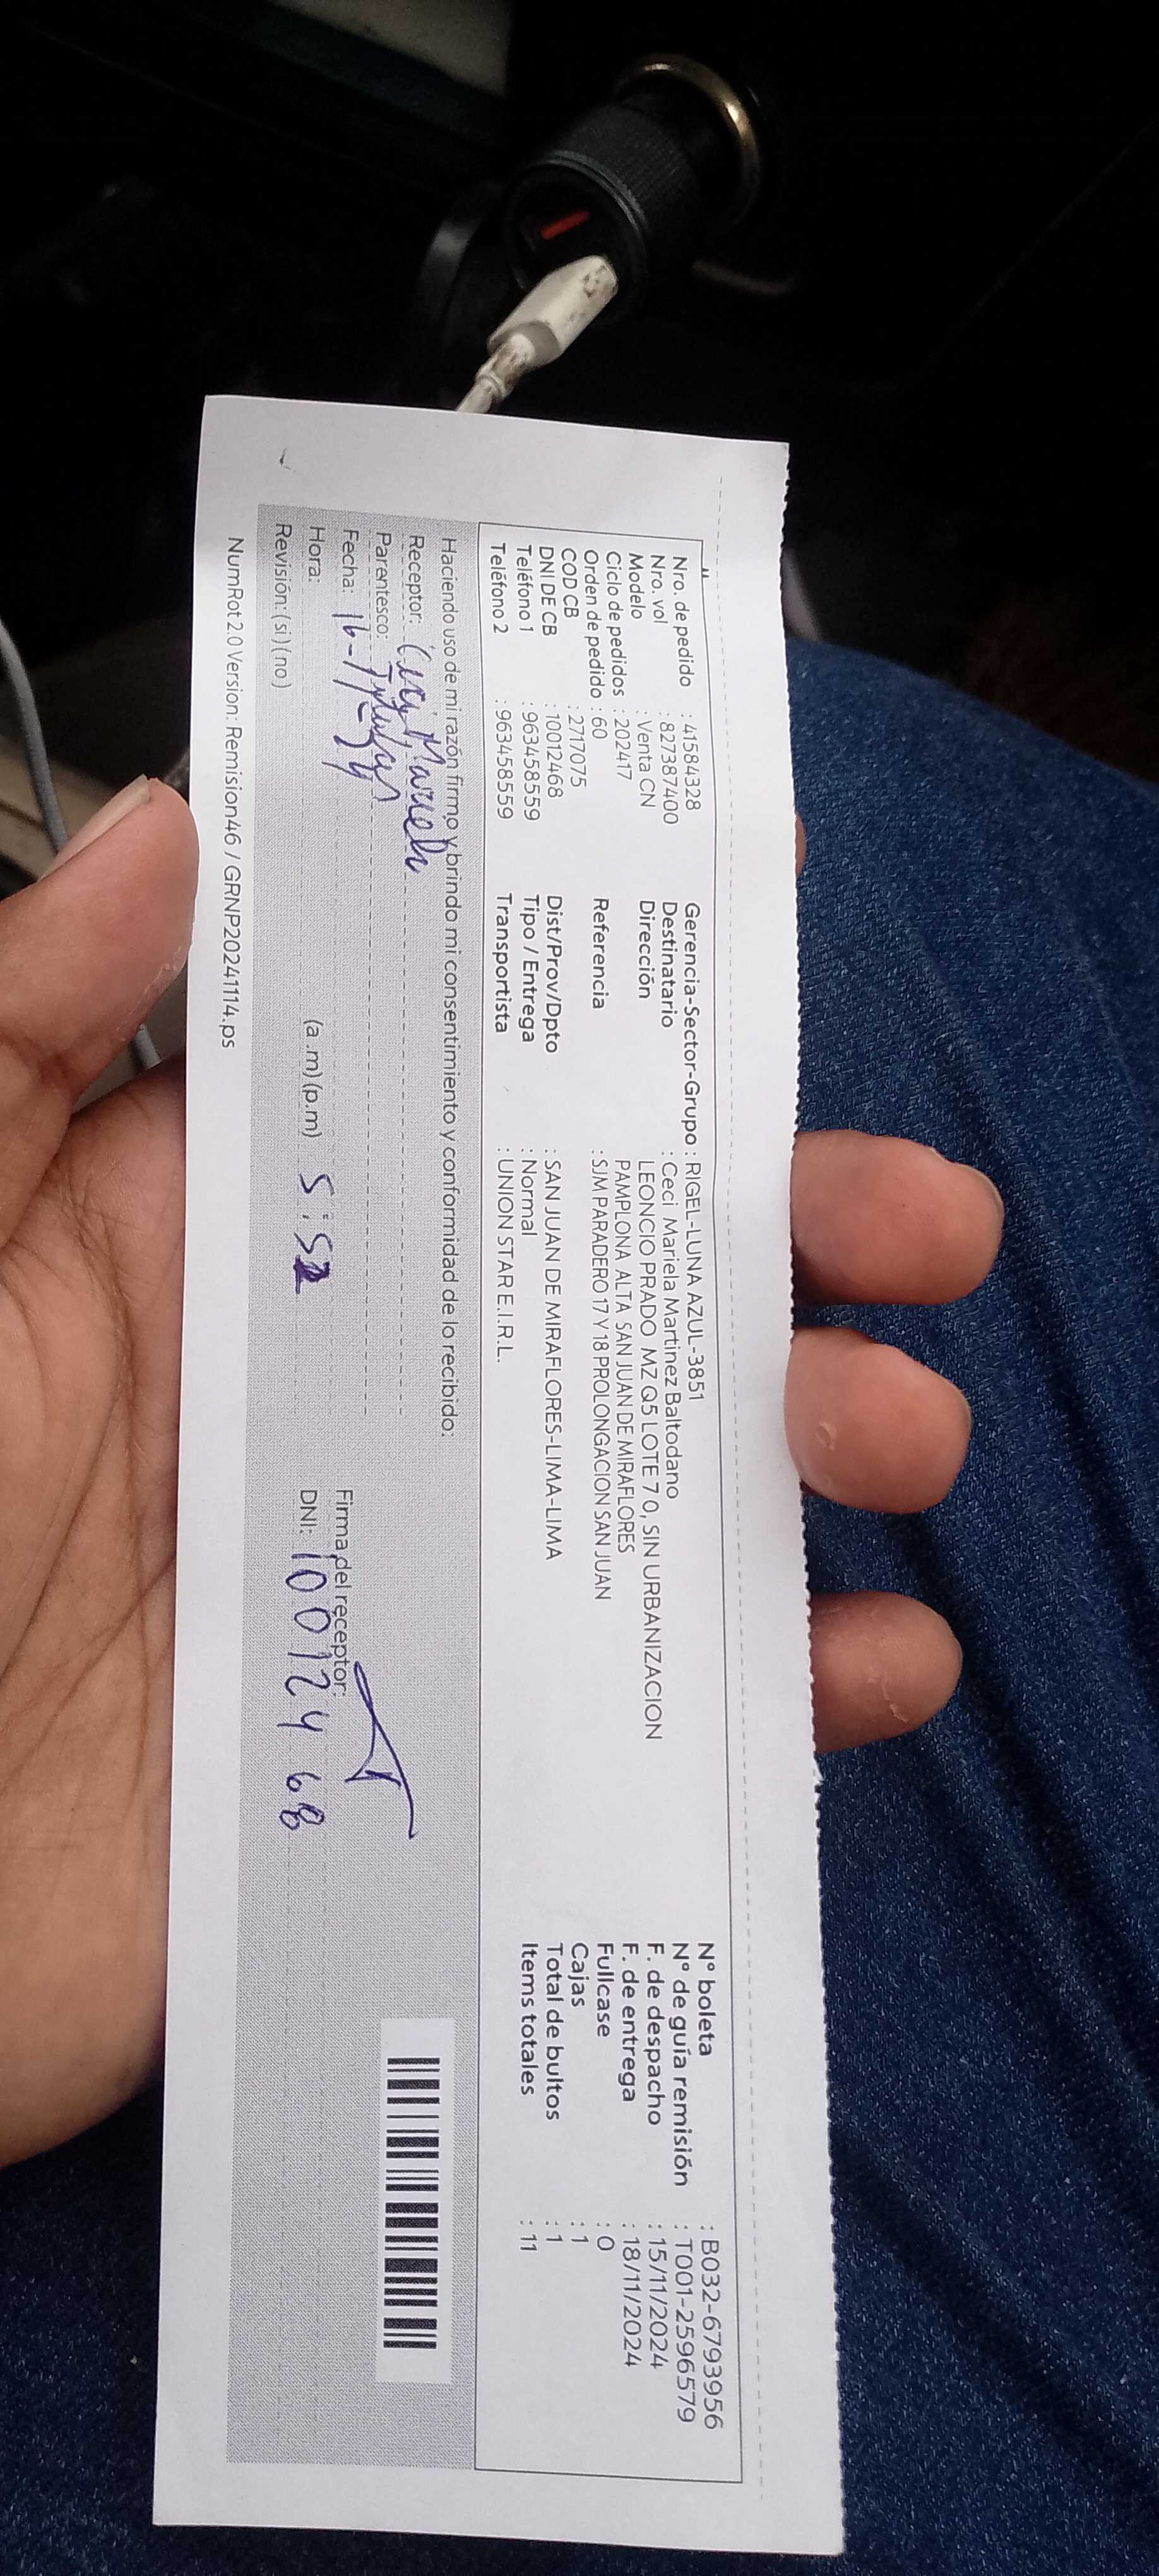 Nro. de pedido : 41584328
Nro. vol : 827387400
Modelo : Venta CN
Ciclo de pedidos : 202417
Orden de pedido : 60
COD CB : 2717075
DNI DE CB : 10012468
Teléfono 1 : 963458559
Teléfono 2 : 963458559
Gerencia-Sector-Grupo : RIGEL-LUNA AZUL-3851
Destinatario : Ceci Mariela Martinez Baltodano
Dirección LEONCIO PRADO MZ Q5 LOTE 7 0, SIN URBANIZACION
PAMPLONA ALTA SAN JUAN DE MIRAFLORES
Referencia : SJM PARADERO 17 Y 18 PROLONGACION SAN JUAN
Dist/Prov/Dpto : SAN JUAN DE MIRAFLORES-LIMA-LIMA
Tipo / Entrega : Normal
Transportista : UNION STAR E.I.R.L.
N° boleta : B032-6793956
N° de guía remisión : T001-2596579
F. de despacho : 15/11/2024
F. de entrega : 18/11/2024
Fullcase : 0
Cajas : 1
Total de bultos : 1
Items totales : 11
Haciendo uso de mi razón firmo y brindo mi consentimiento y conformidad de lo recibido:
Receptor: Ceci Mariela
Parentesco: Titular
Fecha:
Hora: (a.m) (p.m) 5:52
Revisión: (si) (no)
Firma del receptor:
DNI: 10012468
NumRot 2.0 Version: Remision46 / GRNP20241114.ps